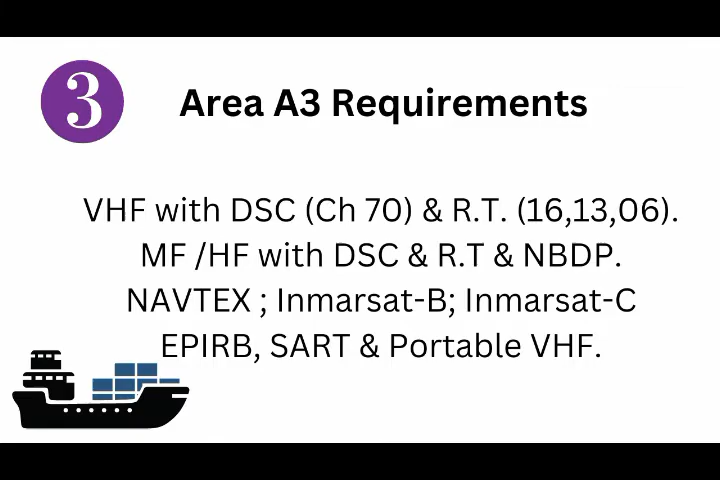 3
Area A3 Requirements
VHF with DSC (Ch 70) & R.T. (16,13,06).
MF /HF with DSC & R.T & NBDP.
NAVTEX ; Inmarsat-B; Inmarsat-C
EPIRB, SART & Portable VHF.